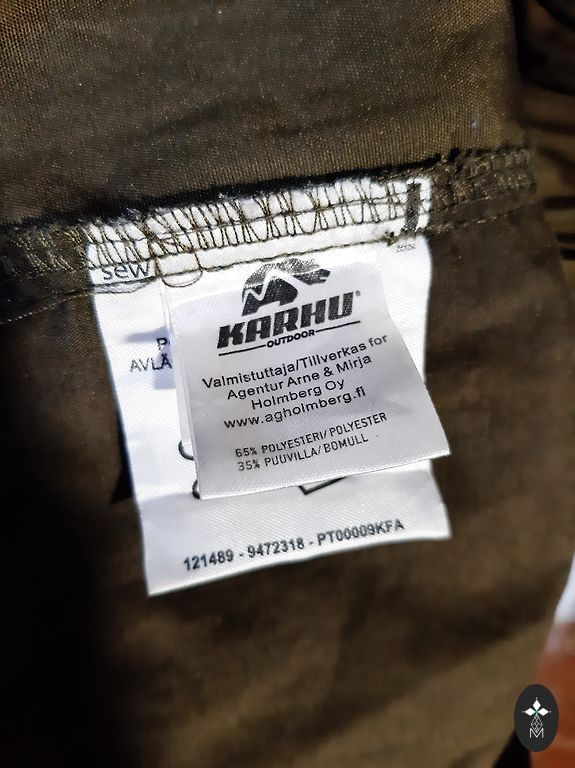 sew
KARHU®
OUTDOOR
Valmistuttaja/Tillverkas for
Agentur Arne & Mirja
Holmberg Oy
www.agholmberg.fi
65% POLYESTERI/ POLYESTER
35% PUUVILLA/ BOMULL
121489 - 9472318 - PT00009KFA
M